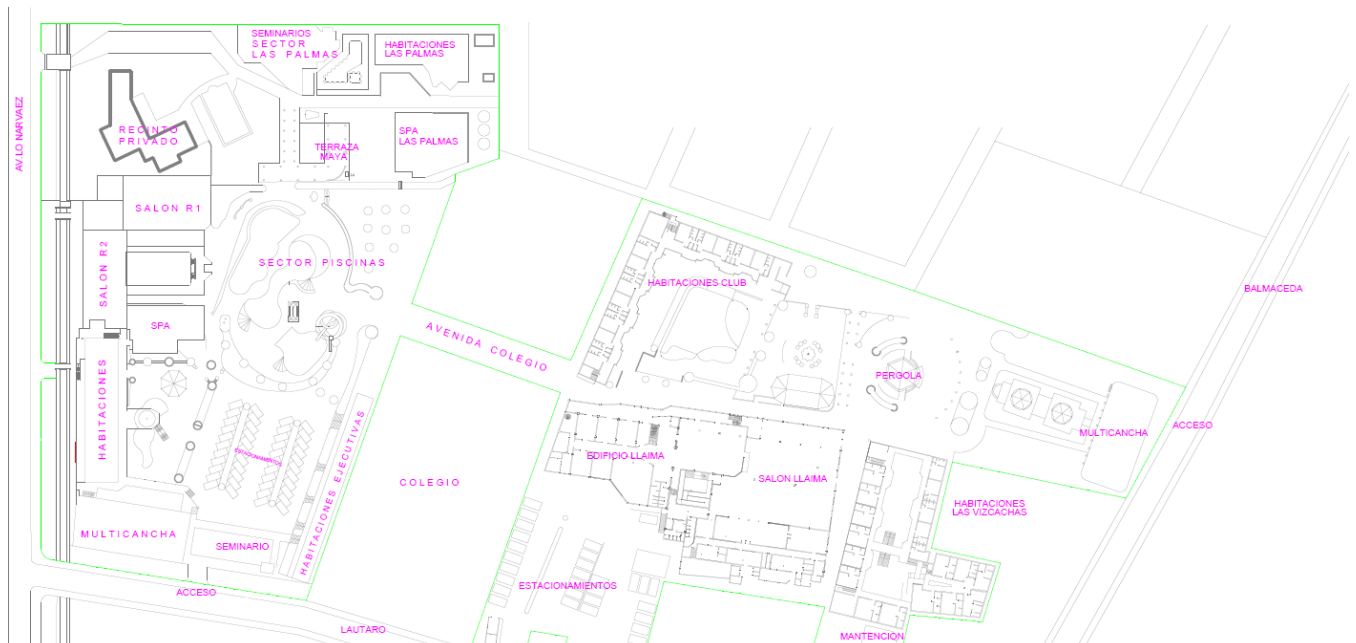 SEMINARIOS
SECTOR
LAS PALMAS
HABITACIONES
LAS PALMAS
AV.LO NARVAEZ
RECINTO
PRIVADO
TERRAZA
MAYA
SPA
LAS PALMAS
SALON R1
SALON R2
SECTOR PISCINAS
SPA
HABITACIONES
ESTACIONAMIENTOS
HABITACIONES EJECUTIVAS
MULTICANCHA
SEMINARIO
ACCESO
LAUTARO
AVENIDA COLEGIO
COLEGIO
HABITACIONES CLUB
PERGOLA
BALMACEDA
ACCESO
MULTICANCHA
EDIFICIO LLAIMA
SALON LLAIMA
HABITACIONES
LAS VIZCACHAS
ESTACIONAMIENTOS
MANTENCION